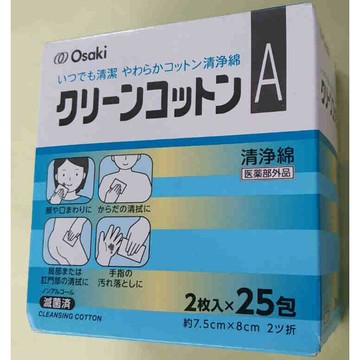 Osaki
いつでも清潔 やわらかコットン清浄綿
クリーンコットン A
清浄綿
医薬部外品
顔や口まわりに
からだの清拭に
局部または
肛門部の清拭に
手指の
汚れ落としに
ノンアルコール
滅菌済
CLEANSING COTTON
2枚入×25包
約7.5cm×8cm 2ツ折